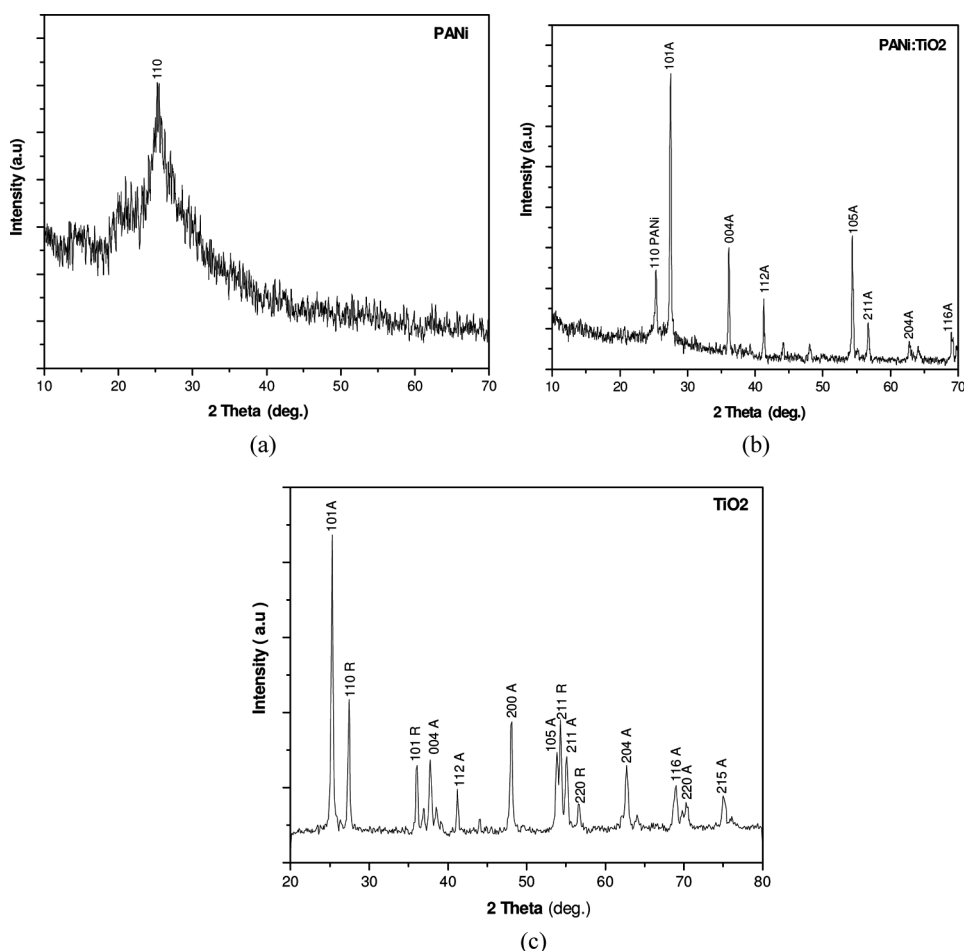 PANi
110
Intensity (a.u)
10 20 30 40 50 60 70
2 Theta (deg.)
(a)
PANi:TiO2
101A
110 PANi
004A
112A
105A
211A
204A
116A
Intensity (a.u)
10 20 30 40 50 60 70
2 Theta (deg.)
(b)
TiO2
101A
110 R
101 R
004 A
112 A
200 A
105 A
211 R
211 A
220 R
204 A
116 A
220 A
215 A
Intensity ( a.u )
20 30 40 50 60 70 80
2 Theta (deg.)
(c)